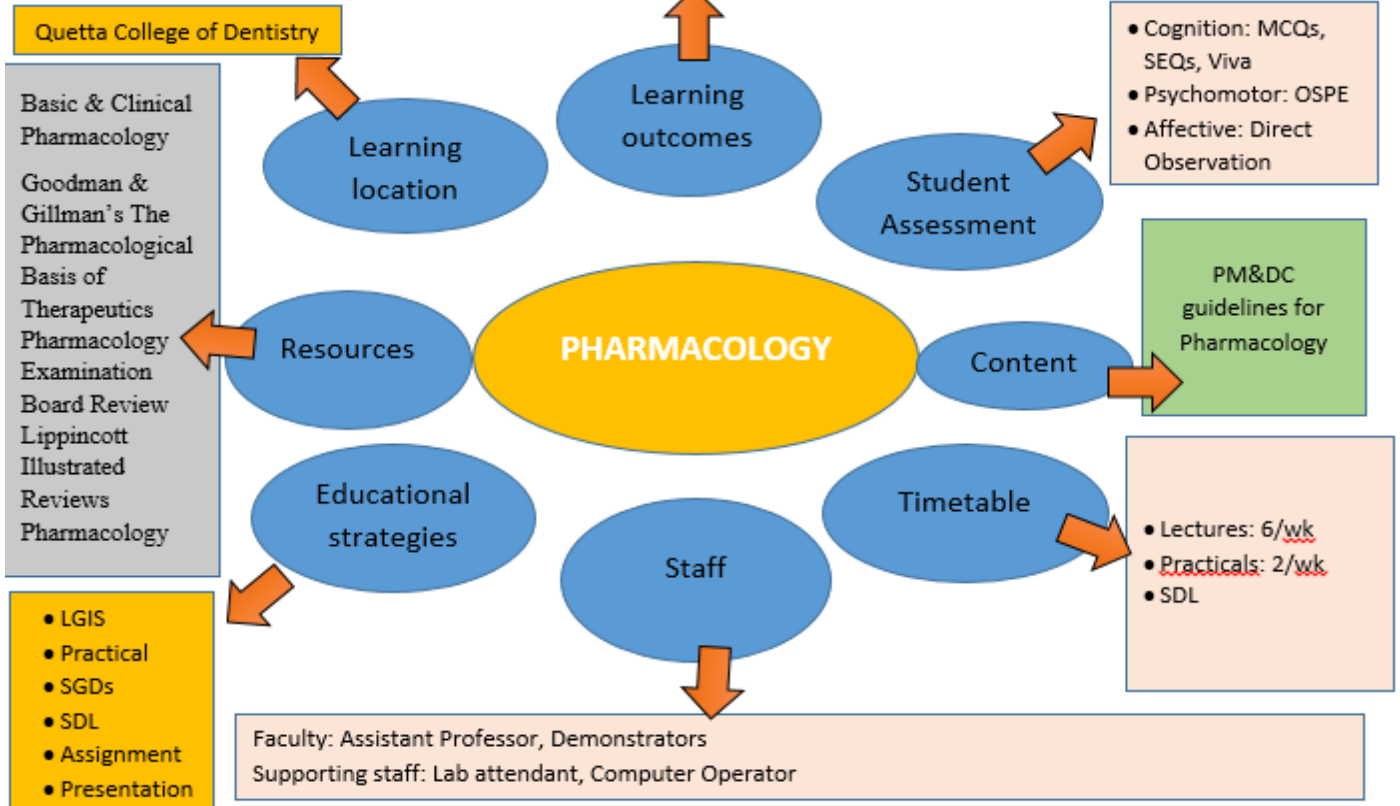 Quetta College of Dentistry
Learning
outcomes
• Cognition: MCQs,
SEQs, Viva
• Psychomotor: OSPE
• Affective: Direct
Observation
Learning
location
Student
Assessment
Basic & Clinical
Pharmacology
Goodman &
Gillman’s The
Pharmacological
Basis of
Therapeutics
Pharmacology
Examination
Board Review
Lippincott
Illustrated
Reviews
Pharmacology
Resources
PHARMACOLOGY
Content
PM&DC
guidelines for
Pharmacology
Educational
strategies
Staff
Timetable
• Lectures: 6/wk
• Practicals: 2/wk
• SDL
• LGIS
• Practical
• SGDs
• SDL
• Assignment
• Presentation
Faculty: Assistant Professor, Demonstrators
Supporting staff: Lab attendant, Computer Operator